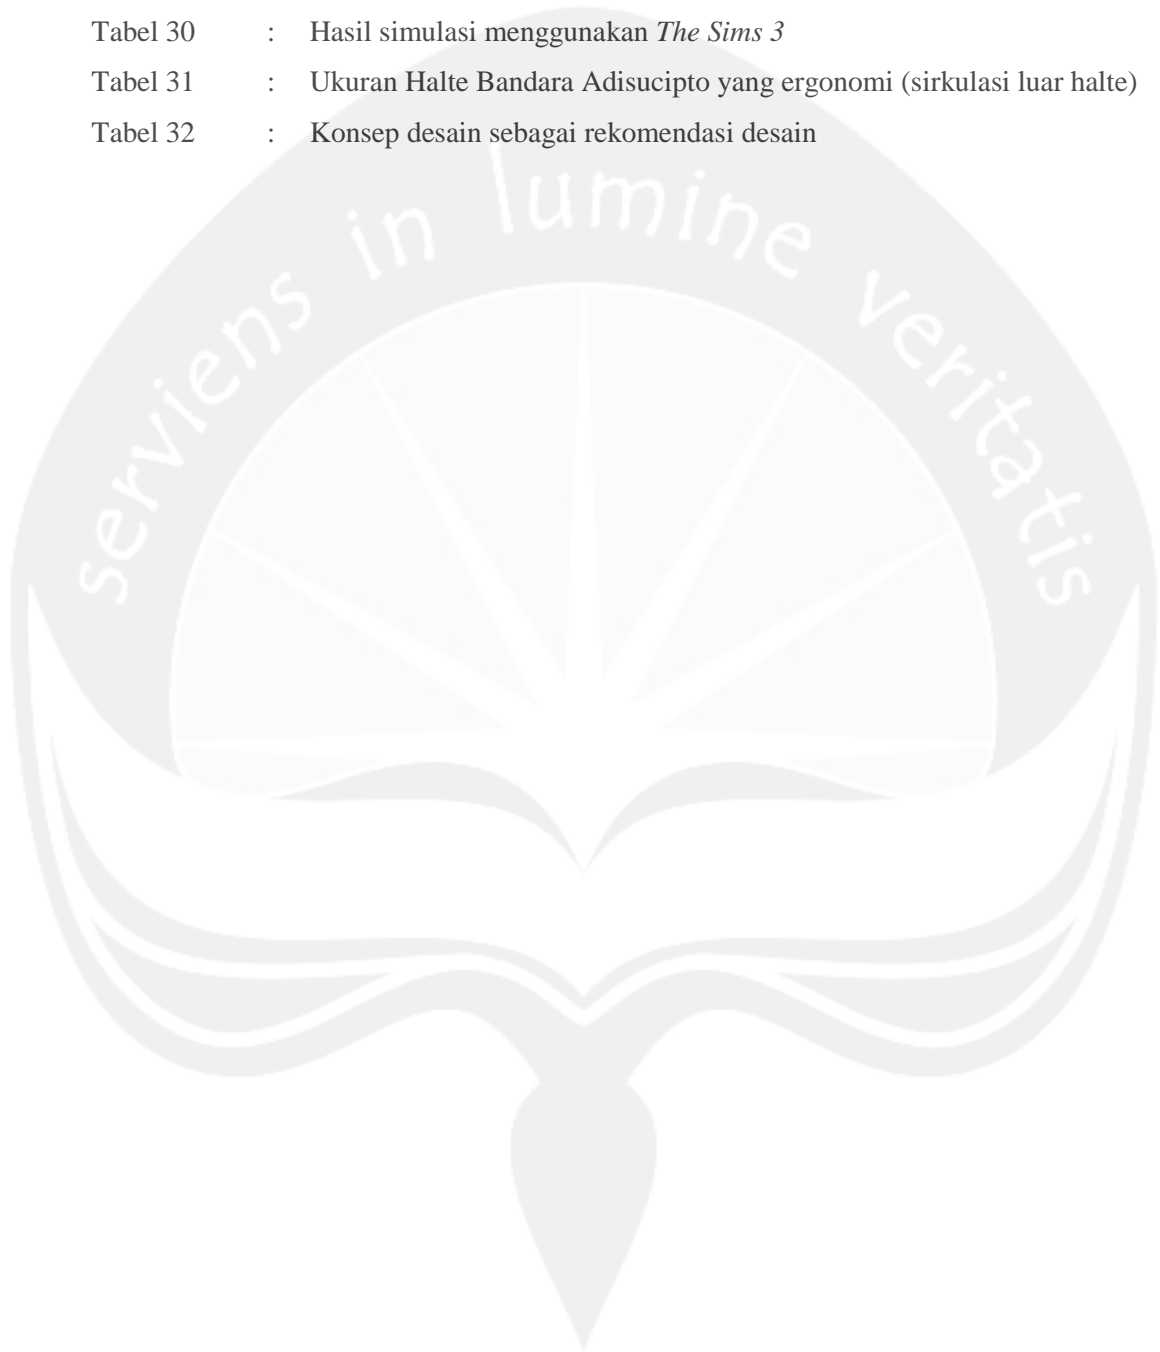 Tabel 30 : Hasil simulasi menggunakan The Sims 3
Tabel 31 : Ukuran Halte Bandara Adisucipto yang ergonomi (sirkulasi luar halte)
Tabel 32 : Konsep desain sebagai rekomendasi desain
serviens in lumine veritatis